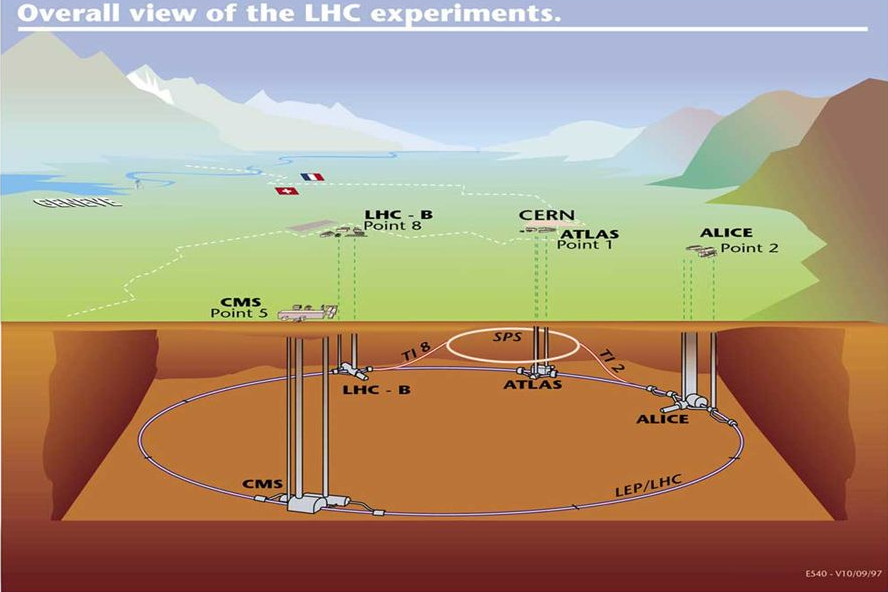 Overall view of the LHC experiments.
GENEVE
LHC - B
Point 8
CERN
ATLAS
Point 1
ALICE
Point 2
CMS
Point 5
SPS
TI 8
TI 2
LHC - B
ATLAS
ALICE
CMS
LEP/LHC
E540 - V10/09/97